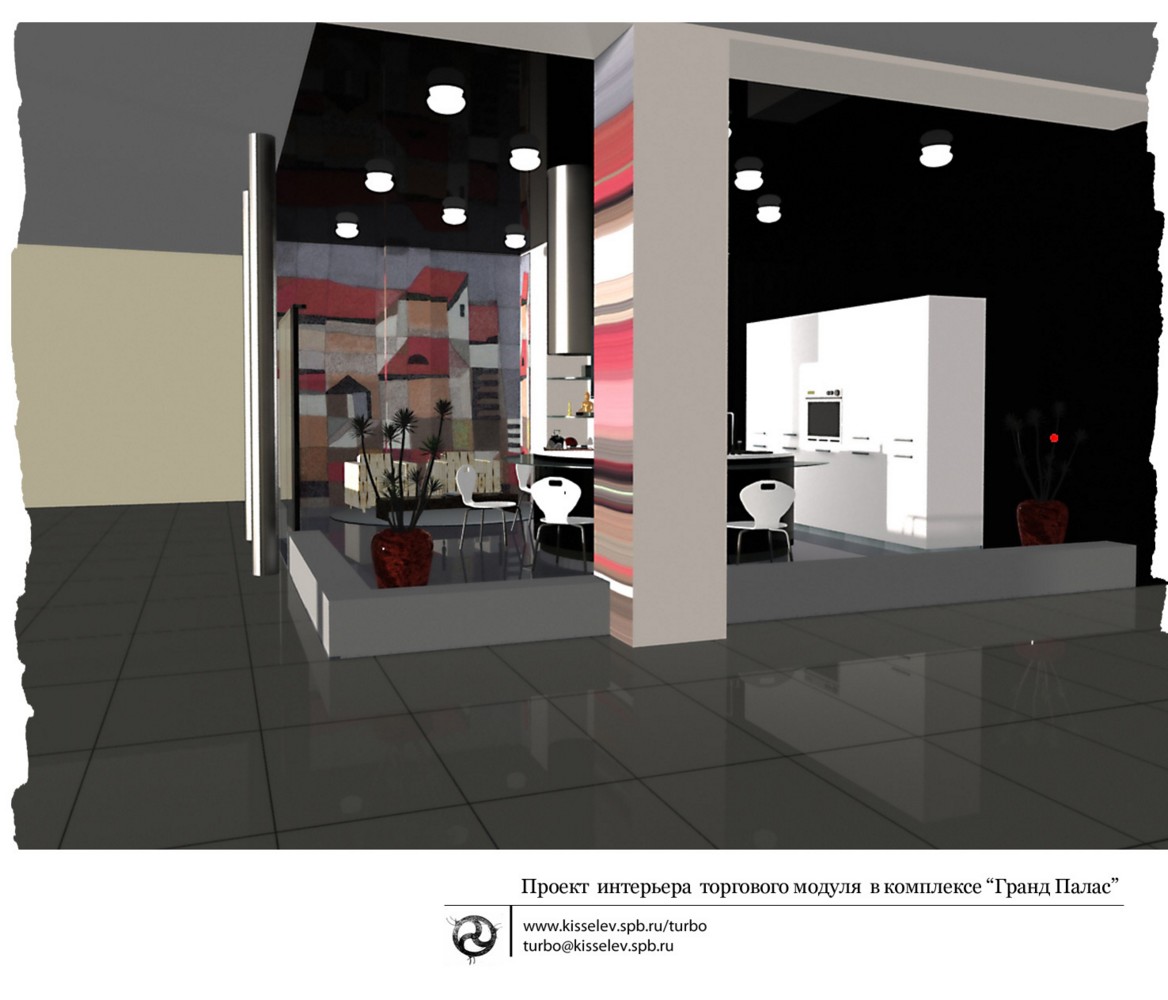 Проект интерьера торгового модуля в комплексе “Гранд Палас”
www.kisselev.spb.ru/turbo
turbo@kisselev.spb.ru